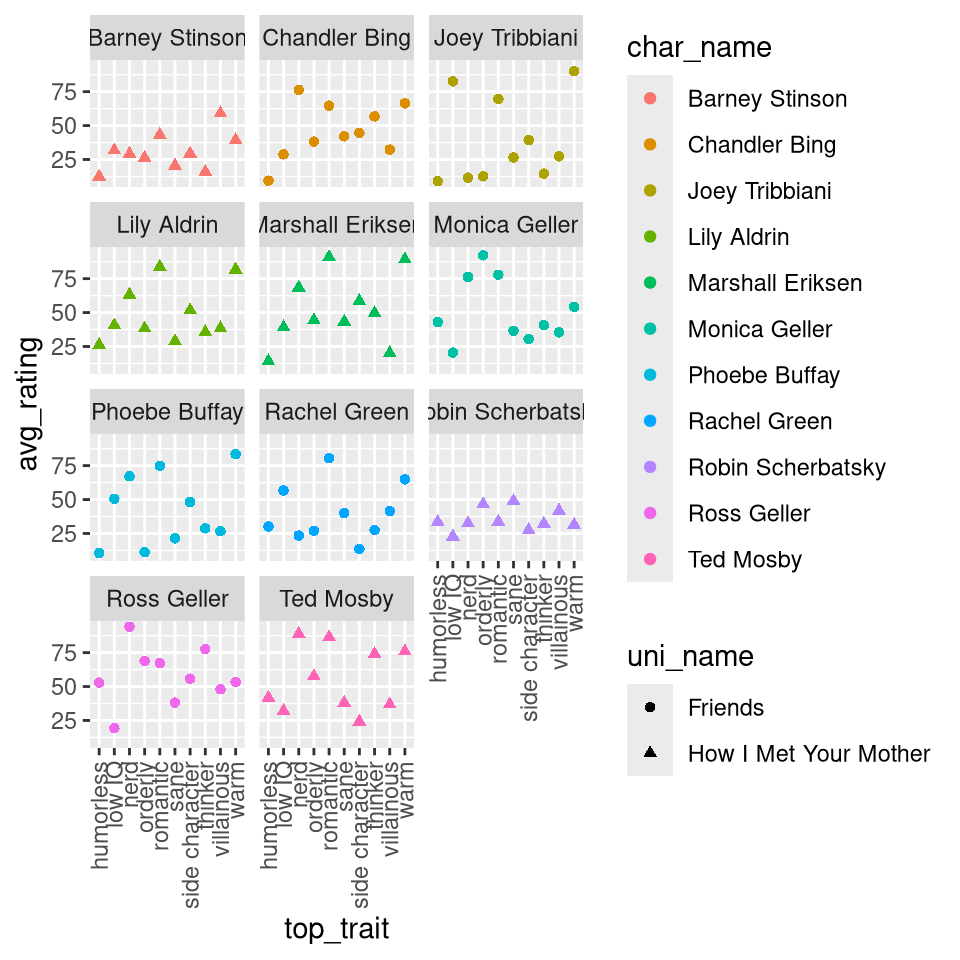 Barney Stinson
Chandler Bing
Joey Tribbiani
75
50
25
Lily Aldrin
Marshall Eriksen
Monica Geller
75
50
25
Phoebe Buffay
Rachel Green
obin Scherbatsk
75
50
25
Ross Geller
Ted Mosby
75
50
25
humorless
low IQ
nerd
orderly
romantic
sane
side character
thinker
villainous
warm
humorless
low IQ
nerd
orderly
romantic
sane
side character
thinker
villainous
warm
humorless
low IQ
nerd
orderly
romantic
sane
side character
thinker
villainous
warm
top_trait
avg_rating
char_name
Barney Stinson
Chandler Bing
Joey Tribbiani
Lily Aldrin
Marshall Eriksen
Monica Geller
Phoebe Buffay
Rachel Green
Robin Scherbatsky
Ross Geller
Ted Mosby
uni_name
Friends
How I Met Your Mother